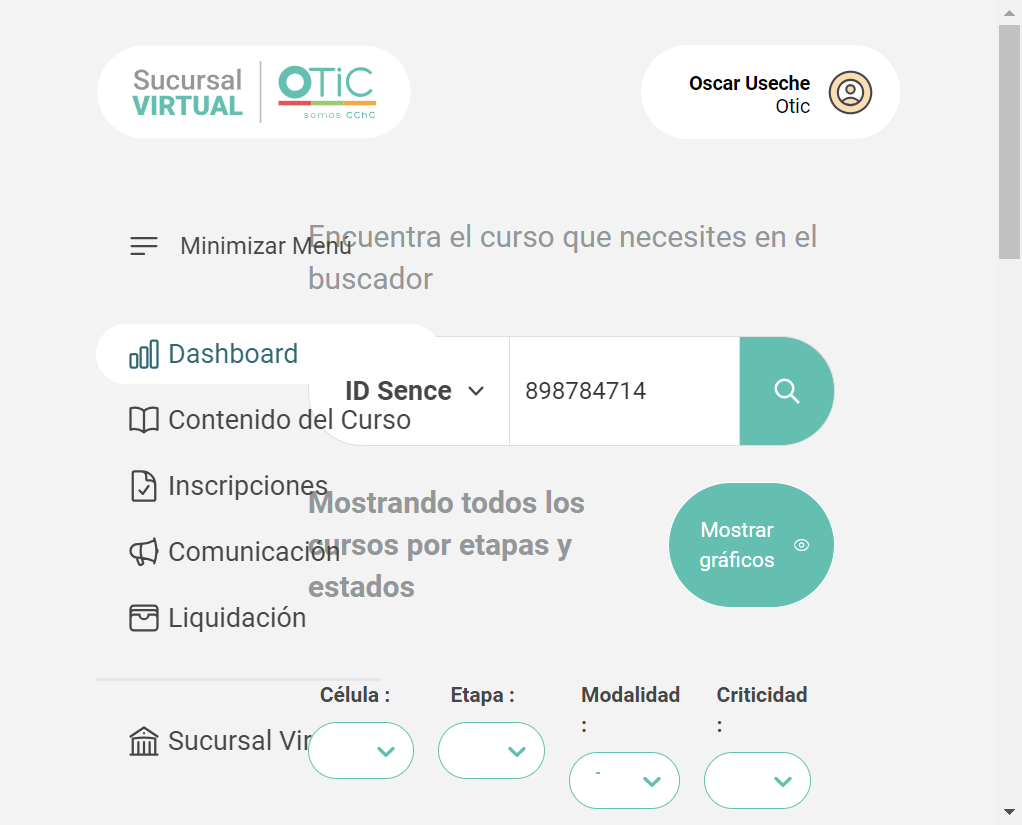 Sucursal
VIRTUAL
OTiC
somos CChC
Oscar Useche
Otic
Minimizar Menú
Encuentra el curso que necesites en el
buscador
Dashboard
ID Sence
898784714
Contenido del Curso
Inscripciones
Mostrando todos los
cursos por etapas y
estados
Mostrar
gráficos
Comunicación
Liquidación
Célula :
Etapa :
Modalidad
:
Criticidad
:
Sucursal Vir
-